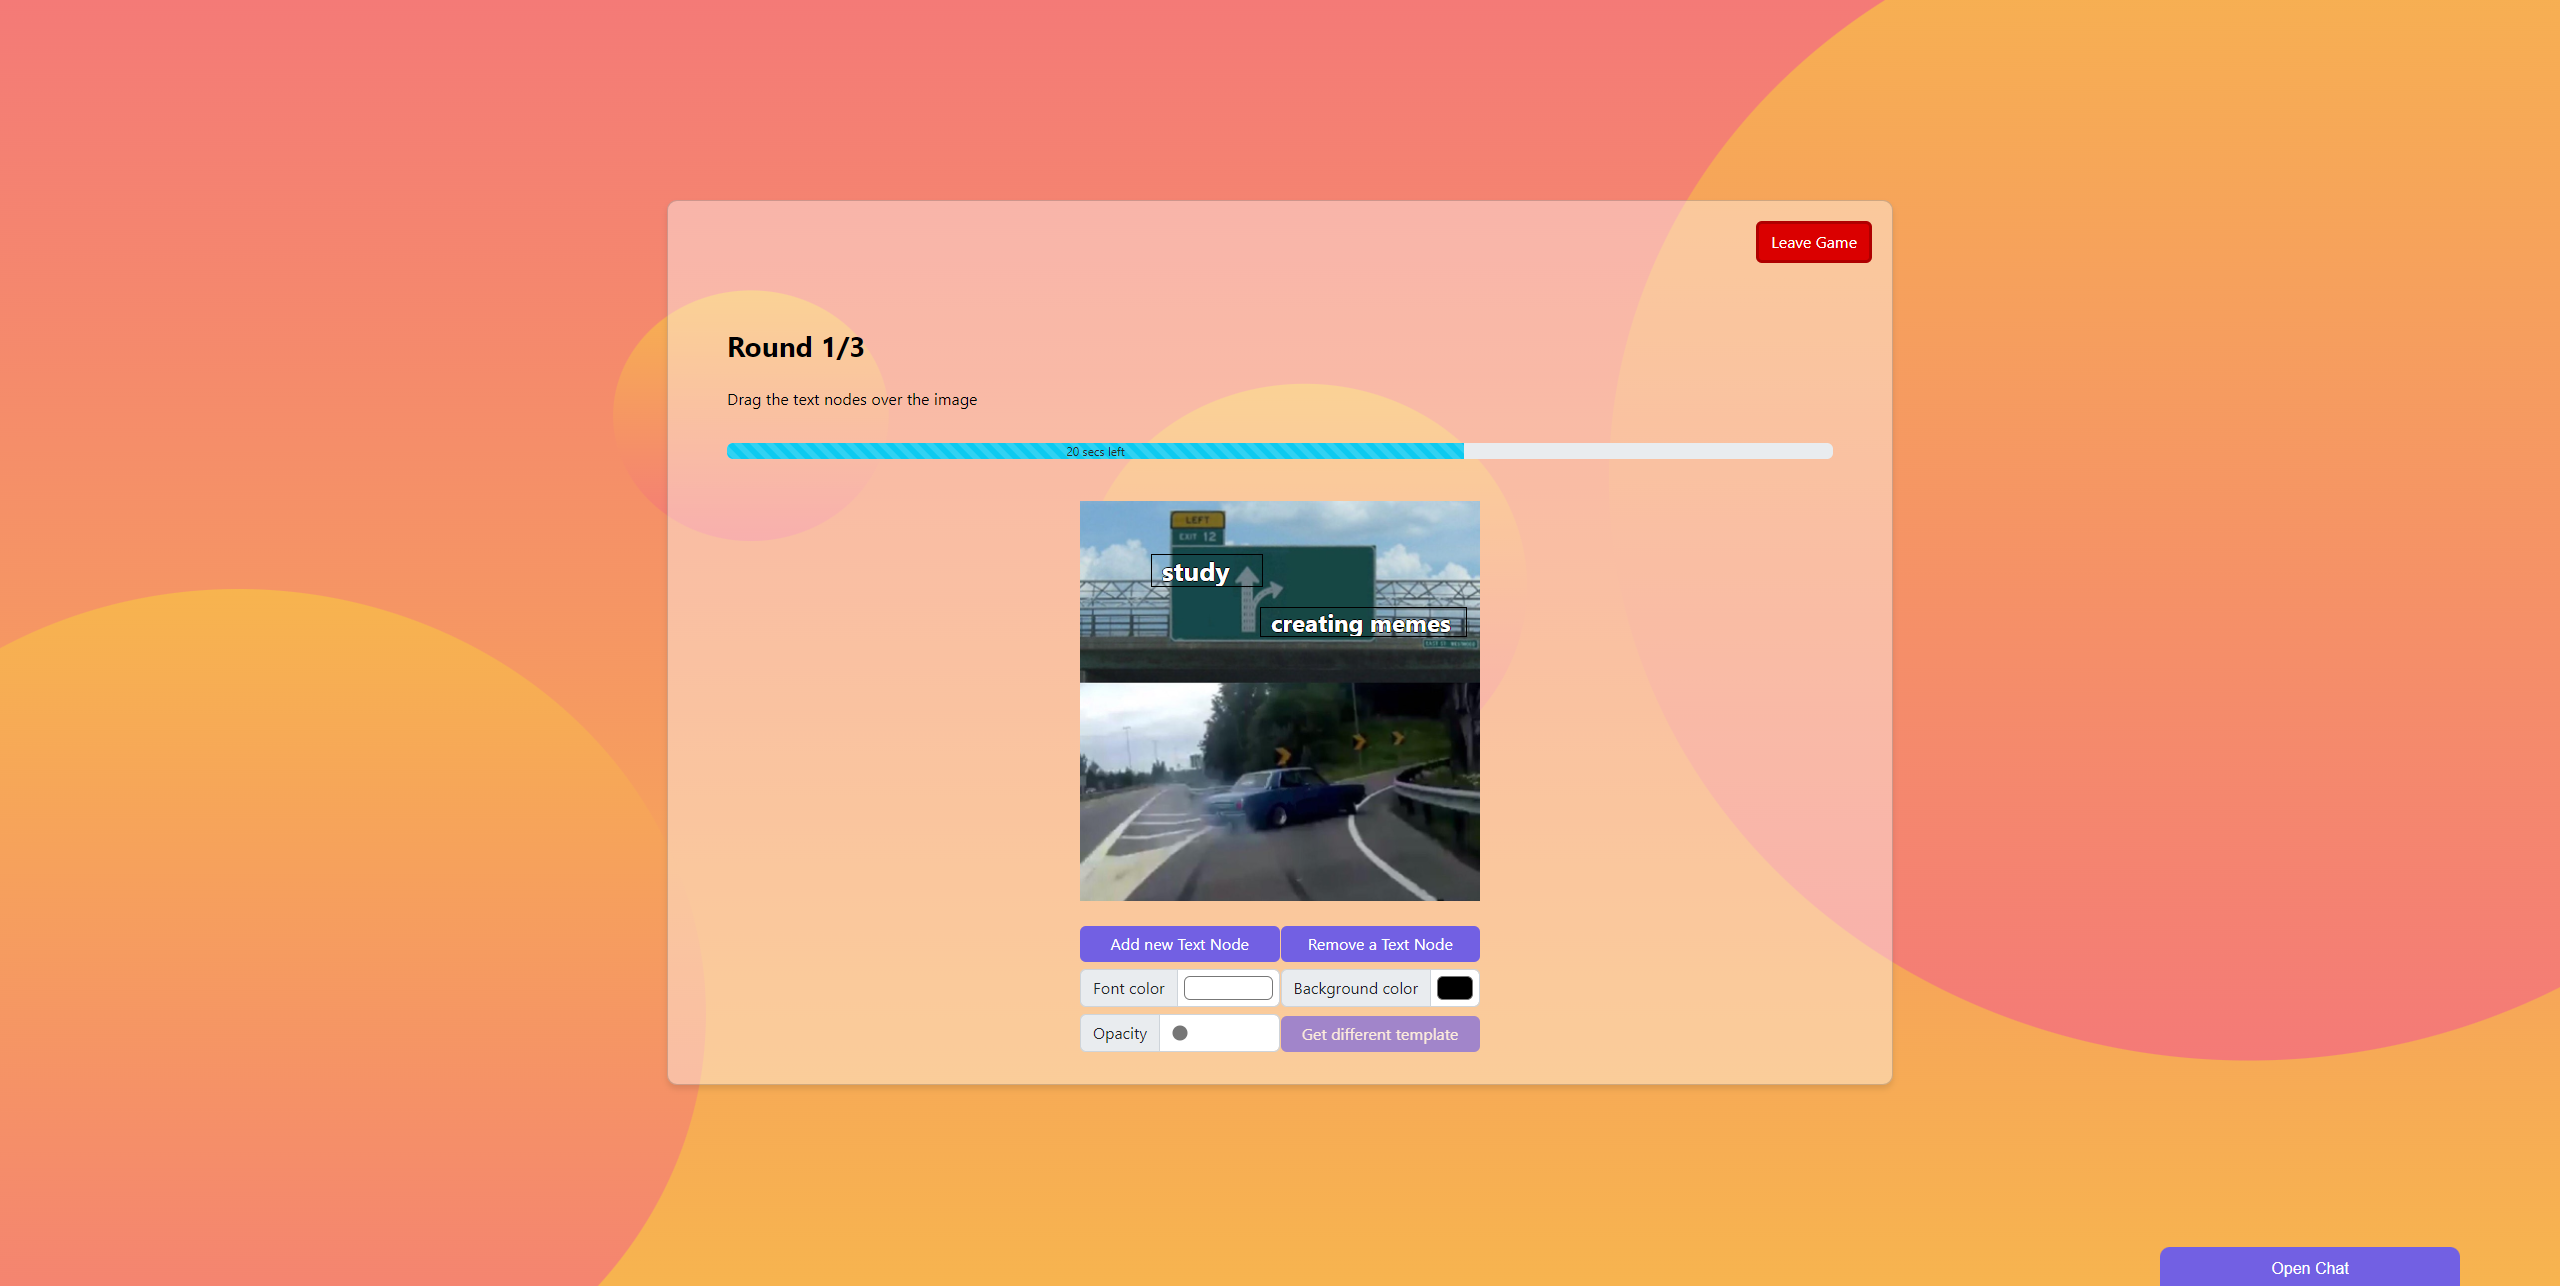 Leave Game
Round 1/3
Drag the text nodes over the image
20 secs left
LEFT
EXIT 12
study
creating memes
Add new Text Node
Remove a Text Node
Font color
Background color
Opacity
Get different template
Open Chat